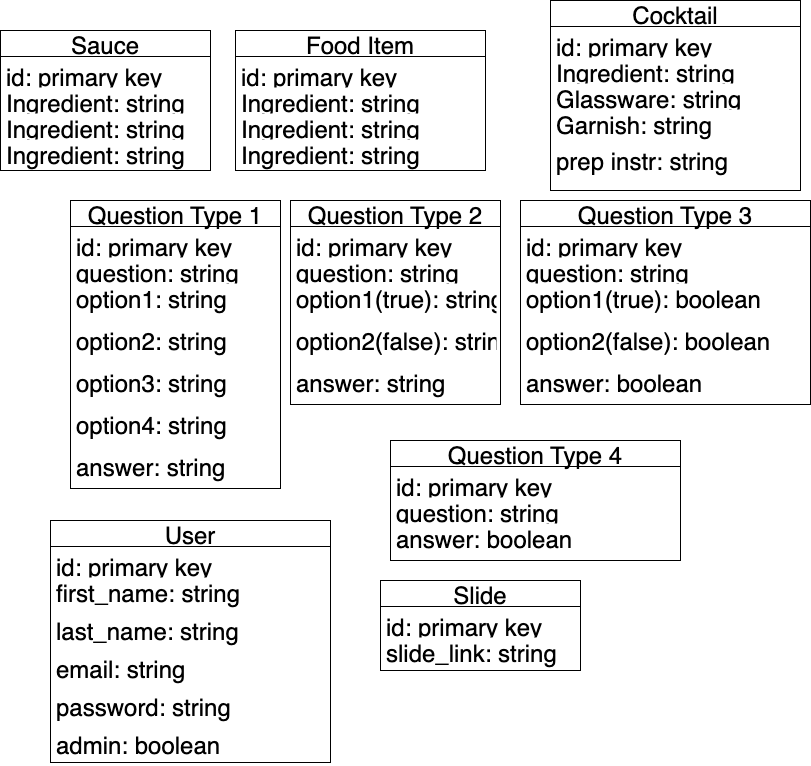 Sauce
id: primary key
Ingredient: string
Ingredient: string
Ingredient: string
Food Item
id: primary key
Ingredient: string
Ingredient: string
Ingredient: string
Cocktail
id: primary key
Ingredient: string
Glassware: string
Garnish: string
prep instr: string
Question Type 1
id: primary key
question: string
option1: string
option2: string
option3: string
option4: string
answer: string
Question Type 2
id: primary key
question: string
option1(true): string
option2(false): strin
answer: string
Question Type 3
id: primary key
question: string
option1(true): boolean
option2(false): boolean
answer: boolean
Question Type 4
id: primary key
question: string
answer: boolean
User
id: primary key
first_name: string
last_name: string
email: string
password: string
admin: boolean
Slide
id: primary key
slide_link: string